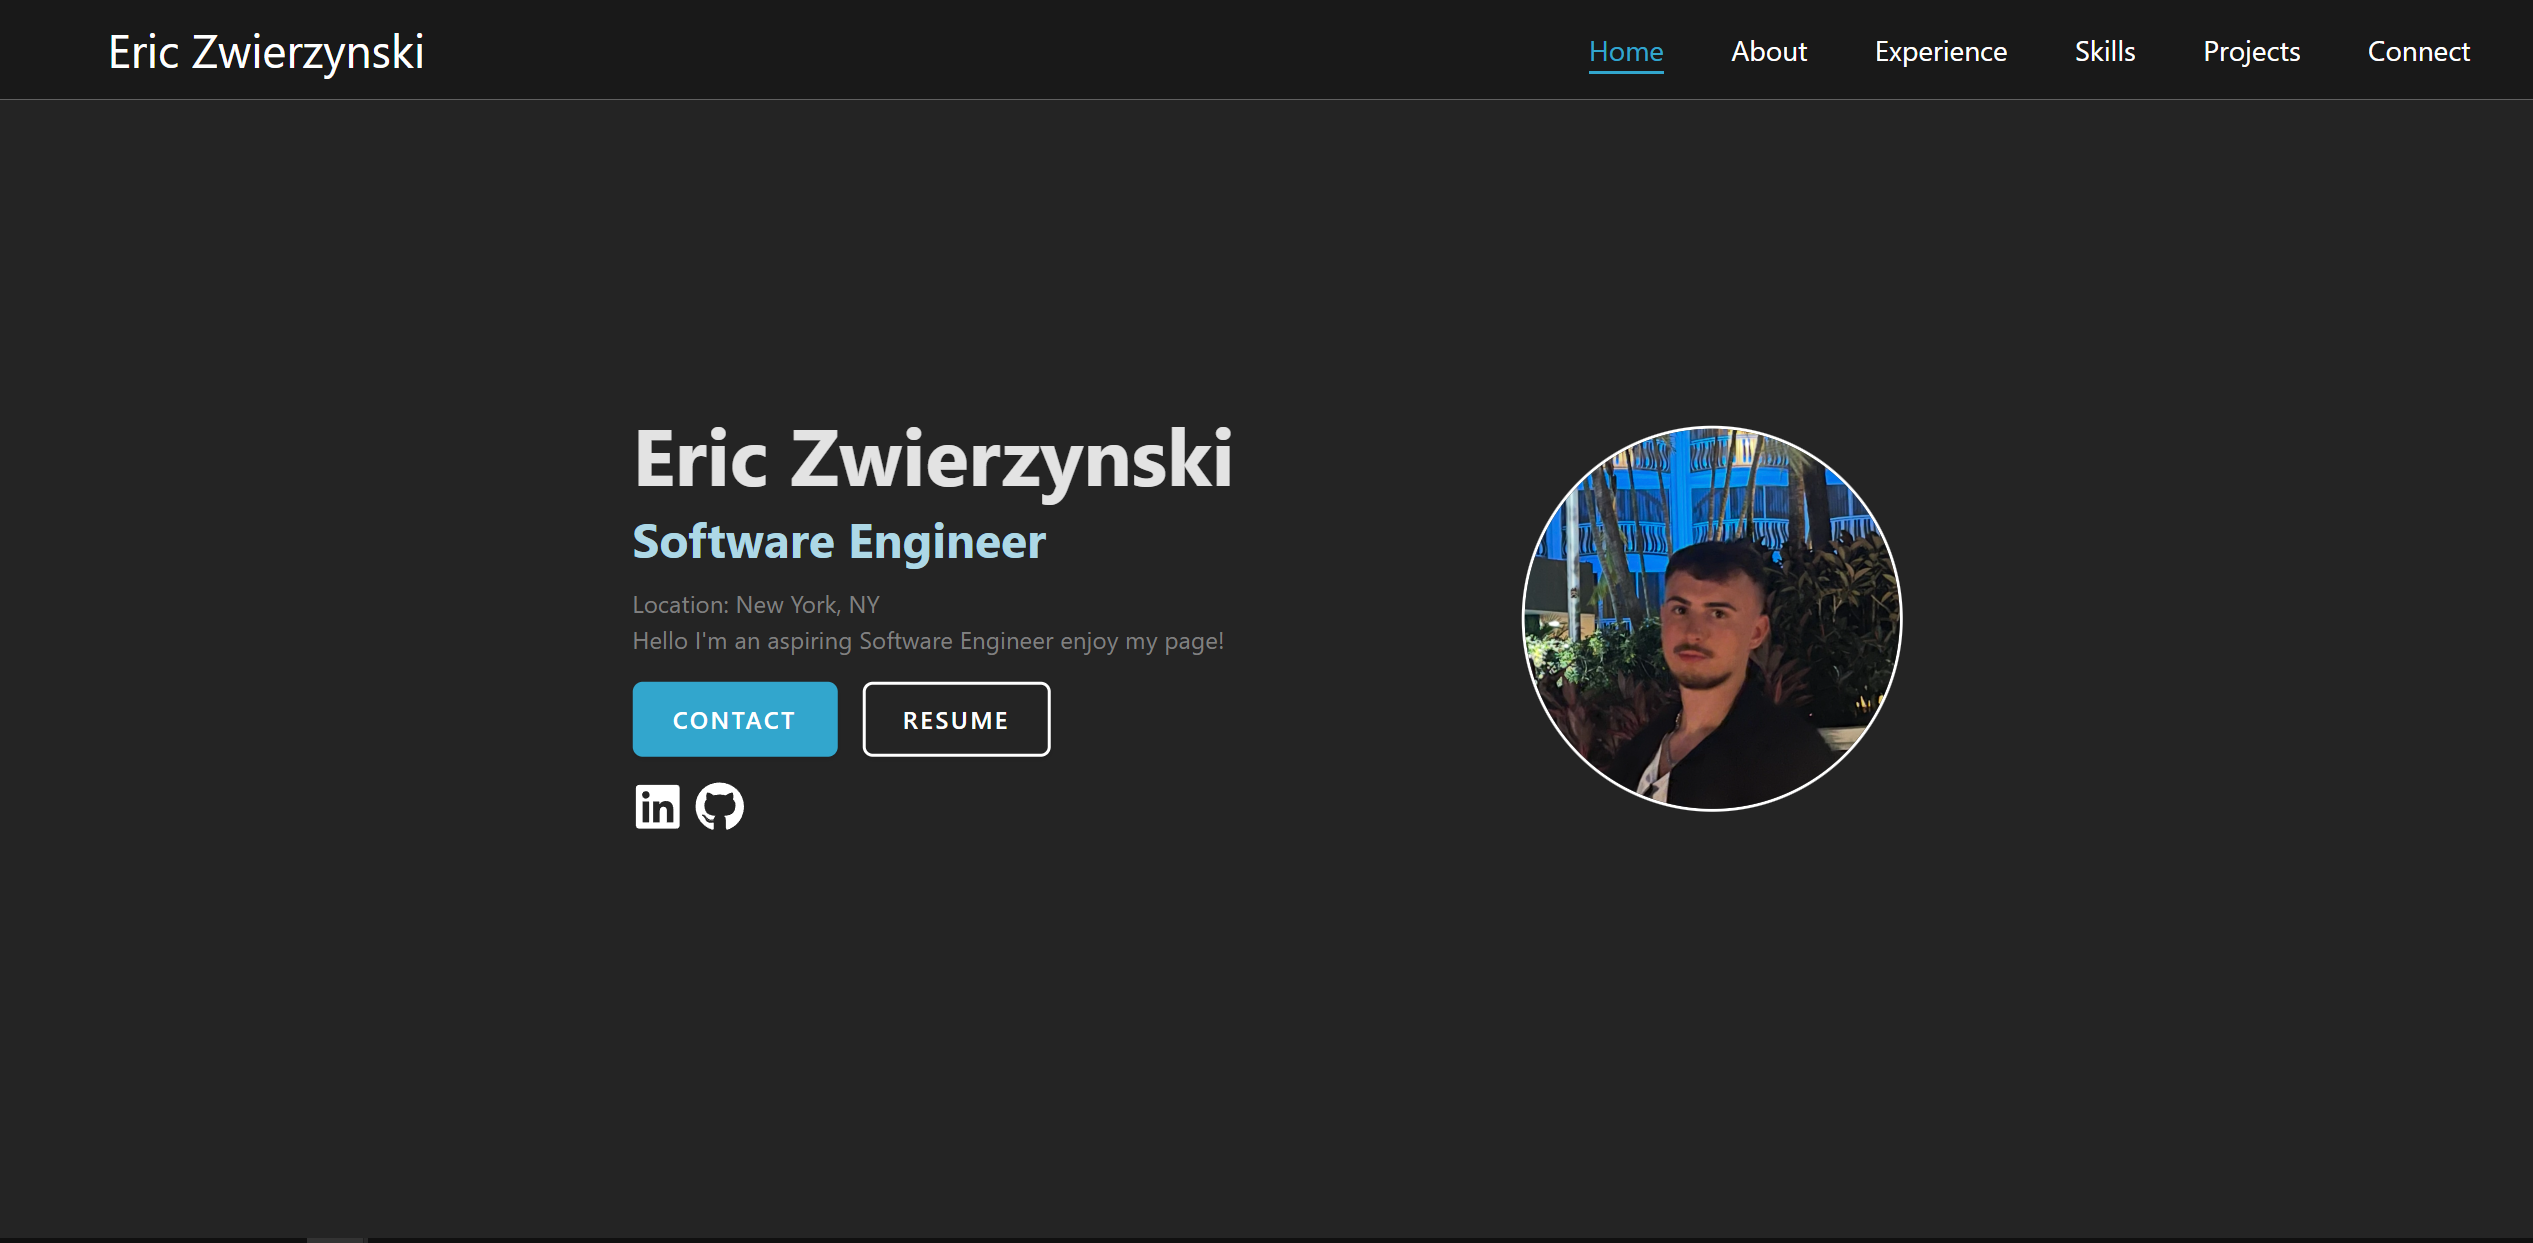 Eric Zwierzynski
Home About Experience Skills Projects Connect
Eric Zwierzynski
Software Engineer
Location: New York, NY
Hello I'm an aspiring Software Engineer enjoy my page!
CONTACT RESUME
in